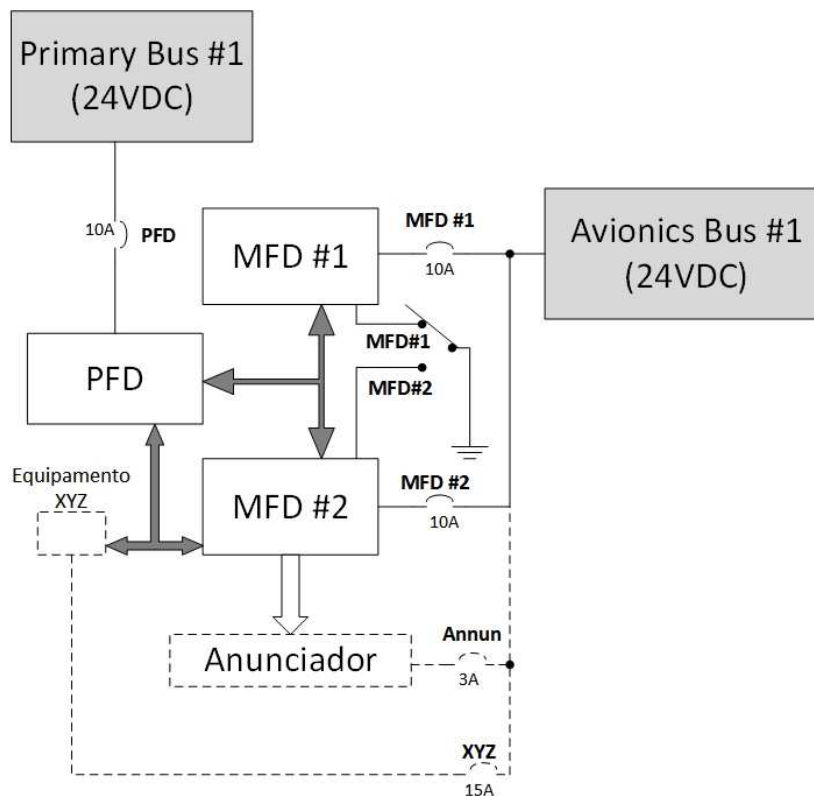 Primary Bus #1
(24VDC)
10A
PFD
MFD #1
MFD #1
10A
Avionics Bus #1
(24VDC)
MFD#1
MFD#2
PFD
Equipamento
XYZ
MFD #2
MFD #2
10A
Anunciador
Annun
3A
XYZ
15A